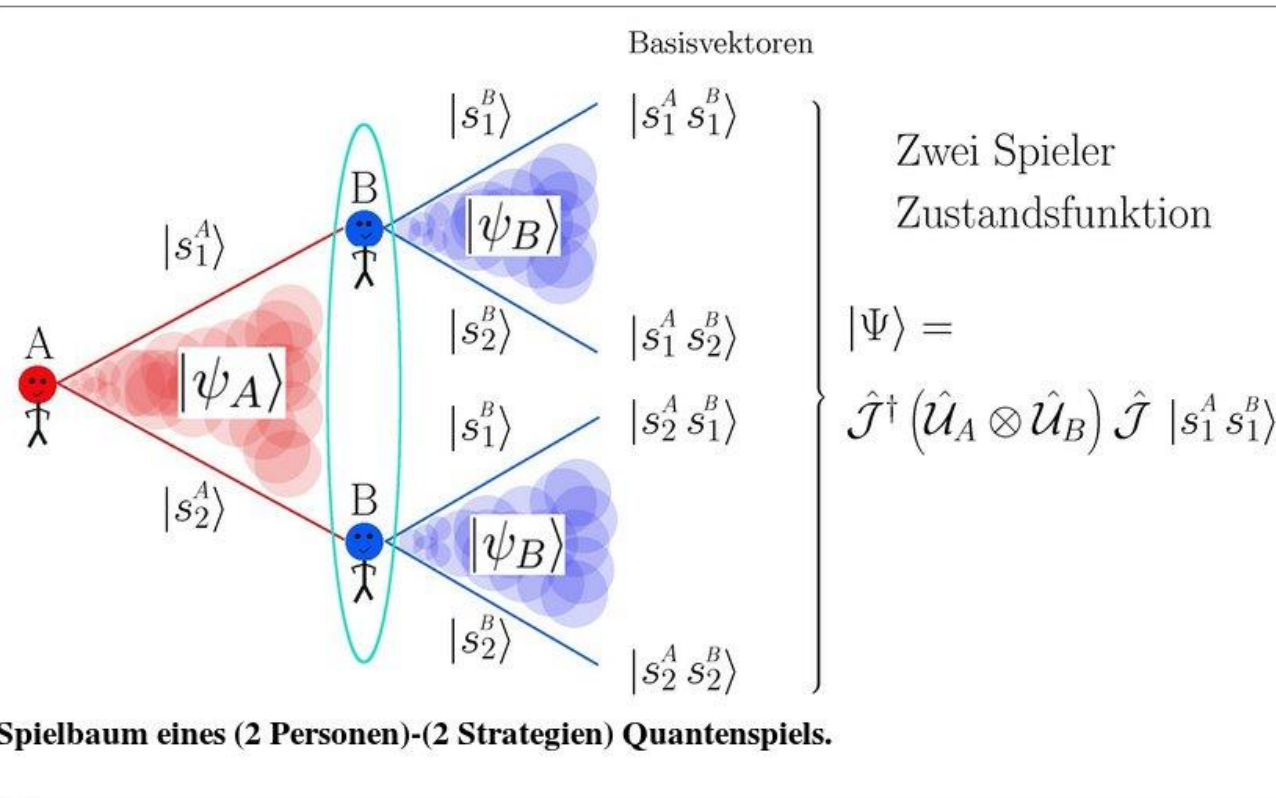 Basisvektoren
|s₁ᴮ⟩
|s₁ᴬ s₁ᴮ⟩
Zwei Spieler
Zustandsfunktion
B
|s₁ᴬ⟩
|ψ_B⟩
|s₂ᴮ⟩
|s₁ᴬ s₂ᴮ⟩
|Ψ⟩ =
A
|ψ_A⟩
|s₁ᴮ⟩
|s₂ᴬ s₁ᴮ⟩
𝒥̂† (𝒰̂_A ⊗ 𝒰̂_B) 𝒥̂ |s₁ᴬ s₁ᴮ⟩
|s₂ᴬ⟩
B
|ψ_B⟩
|s₂ᴮ⟩
|s₂ᴬ s₂ᴮ⟩
Spielbaum eines (2 Personen)-(2 Strategien) Quantenspiels.